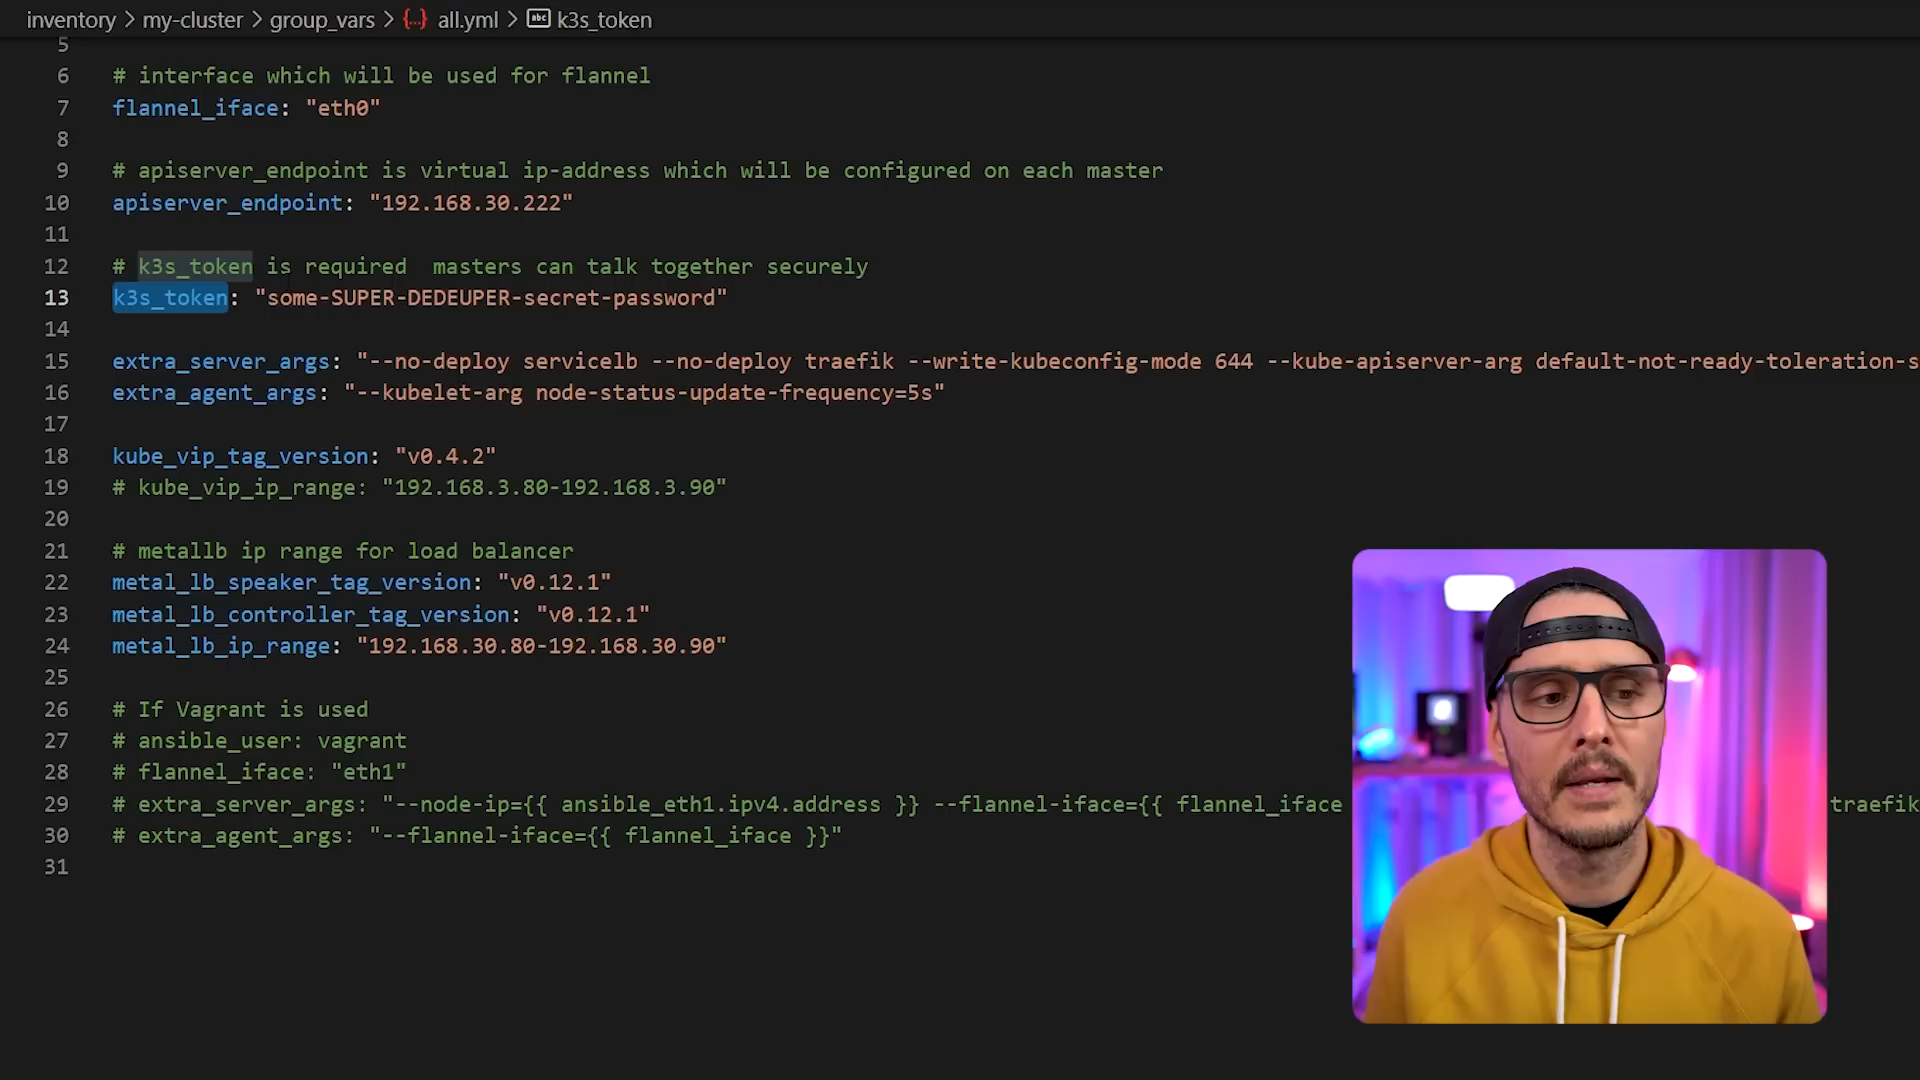 inventory > my-cluster > group_vars > {..} all.yml > abc k3s_token
5
6 # interface which will be used for flannel
7 flannel_iface: "eth0"
8
9 # apiserver_endpoint is virtual ip-address which will be configured on each master
10 apiserver_endpoint: "192.168.30.222"
11
12 # k3s_token is required  masters can talk together securely
13 k3s_token: "some-SUPER-DEDEUPER-secret-password"
14
15 extra_server_args: "--no-deploy servicelb --no-deploy traefik --write-kubeconfig-mode 644 --kube-apiserver-arg default-not-ready-toleration-s
16 extra_agent_args: "--kubelet-arg node-status-update-frequency=5s"
17
18 kube_vip_tag_version: "v0.4.2"
19 # kube_vip_ip_range: "192.168.3.80-192.168.3.90"
20
21 # metallb ip range for load balancer
22 metal_lb_speaker_tag_version: "v0.12.1"
23 metal_lb_controller_tag_version: "v0.12.1"
24 metal_lb_ip_range: "192.168.30.80-192.168.30.90"
25
26 # If Vagrant is used
27 # ansible_user: vagrant
28 # flannel_iface: "eth1"
29 # extra_server_args: "--node-ip={{ ansible_eth1.ipv4.address }} --flannel-iface={{ flannel_iface traefik
30 # extra_agent_args: "--flannel-iface={{ flannel_iface }}"
31